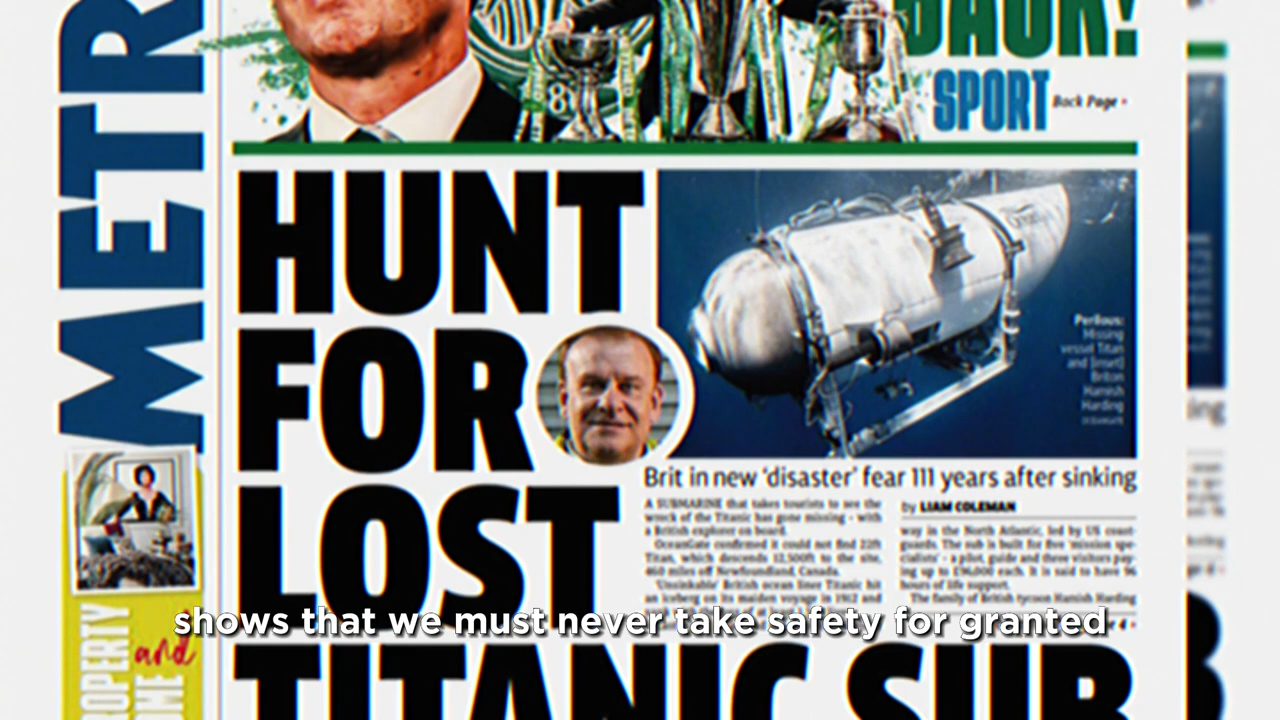 METR
BACK!
SPORT
Back Page
HUNT
FOR
LOST
TITANIC SUB
Perilous:
Missing
vessel Titan
and [inset]
Briton
Hamish
Harding
Brit in new ‘disaster’ fear 111 years after sinking
A SUBMARINE that takes tourists to see the
wreck of the Titanic has gone missing – with
a British explorer on board.
OceanGate confirmed it could not find 22ft
Titan, which descends 12,500ft to the site,
460 miles off Newfoundland, Canada.
‘Unsinkable’ British ocean liner Titanic hit
an iceberg on its maiden voyage in 1912 and
by LIAM COLEMAN
way in the North Atlantic, led by US coast-
guards. The sub is built for five ‘mission spe-
cialists’ – a pilot, guide and three visitors pay-
ing up to £196,000 each. It is said to have 96
hours of life support.
The family of British tycoon Hamish Harding
shows that we must never take safety for granted
OPERTY
and